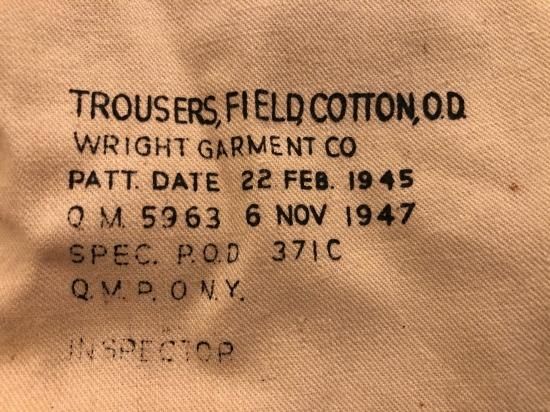 TROUSERS, FIELD, COTTON, O.D.
WRIGHT GARMENT CO
PATT. DATE 22 FEB. 1945
Q M. 5963 6 NOV 1947
SPEC. P.Q.D 371C
Q. M. P. O N.Y.
INSPECTOR